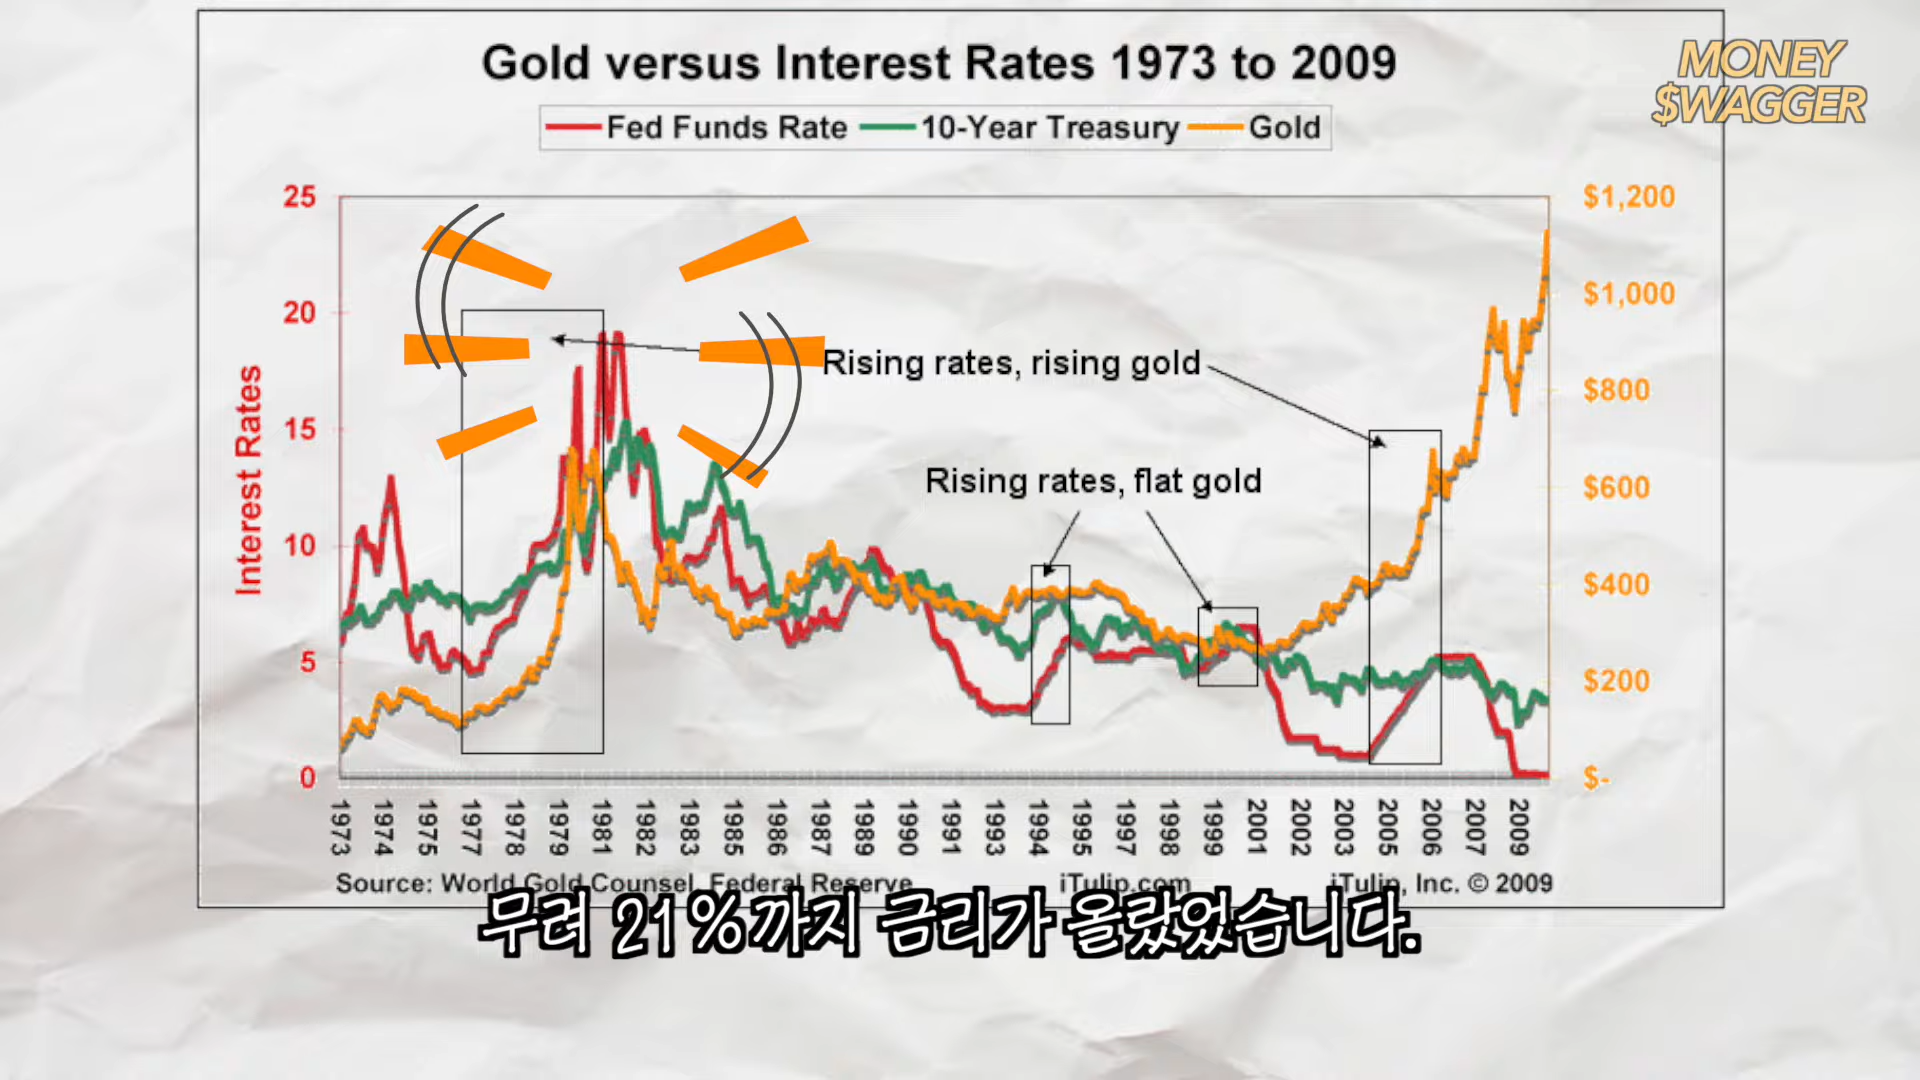 Gold versus Interest Rates 1973 to 2009
MONEY
$WAGGER
Fed Funds Rate 10-Year Treasury Gold
25
20
15
10
5
0
Interest Rates
$1,200
$1,000
$800
$600
$400
$200
$-
Rising rates, rising gold
Rising rates, flat gold
1973 1974 1975 1977 1978 1979 1981 1982 1983 1985 1986 1987 1989 1990 1991 1993 1994 1995 1997 1998 1999 2001 2002 2003 2005 2006 2007 2009
Source: World Gold Counsel, Federal Reserve iTulip.com iTulip, Inc. © 2009
무려 21%까지 금리가 올랐었습니다.